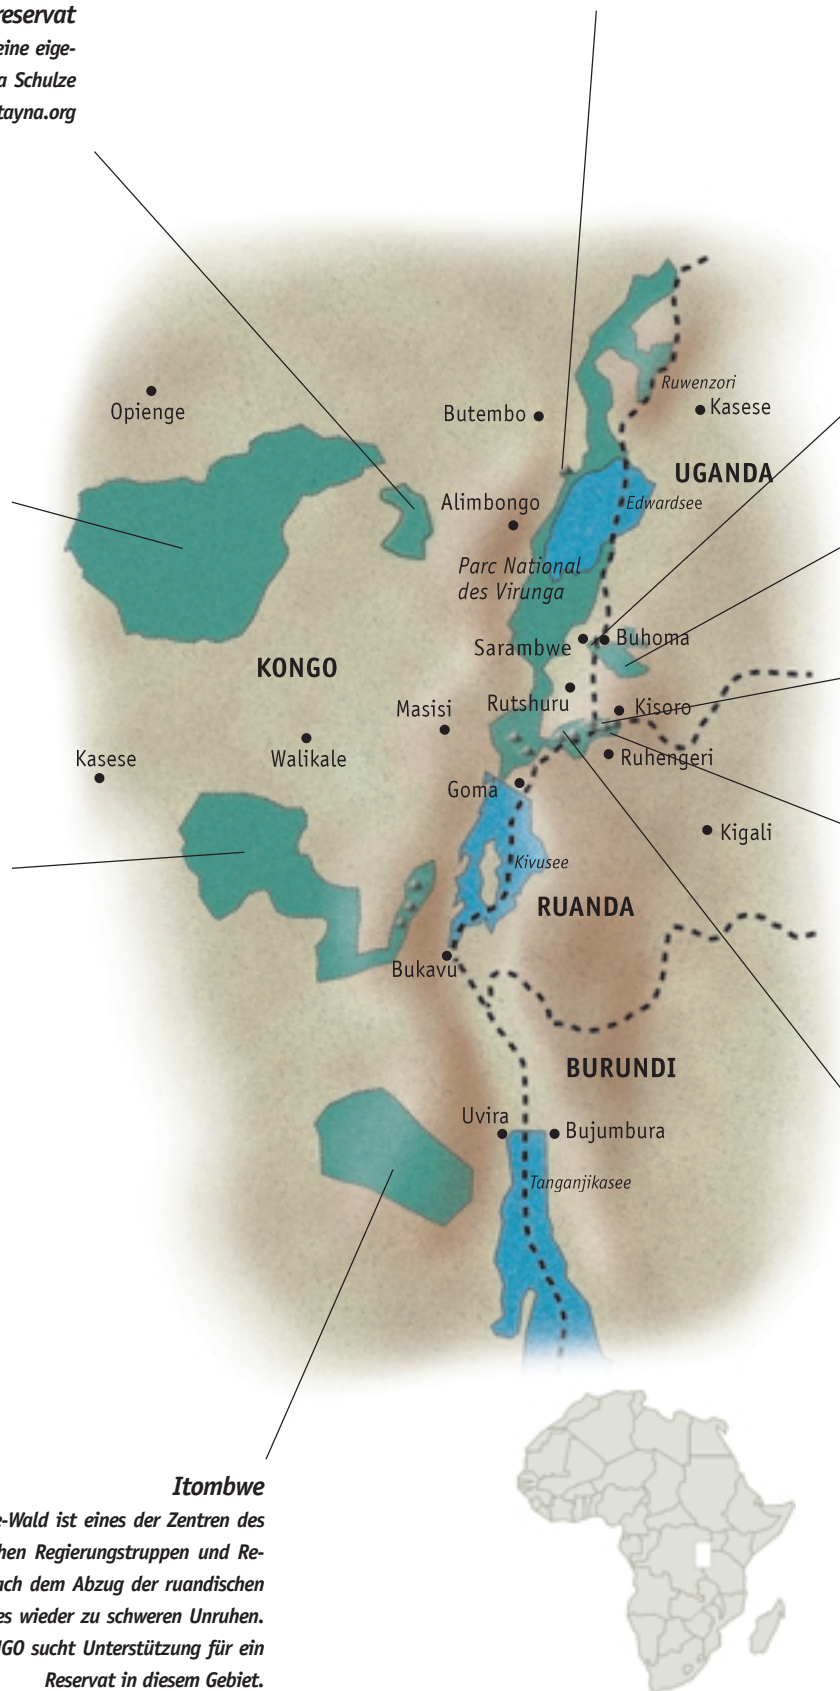 reservat
eine eige-
a Schulze
tayna.org
Ruwenzori
Opienge
Butembo
Kasese
UGANDA
Alimbongo
Edwardsee
Parc National
des Virunga
Sarambwe
Buhoma
KONGO
Rutshuru
Kisoro
Masisi
Kasese
Walikale
Ruhengeri
Goma
Kigali
Kivusee
RUANDA
Bukavu
BURUNDI
Uvira
Bujumbura
Tanganjikasee
Itombwe
e-Wald ist eines der Zentren des
hen Regierungstruppen und Re-
ach dem Abzug der ruandischen
es wieder zu schweren Unruhen.
NGO sucht Unterstützung für ein
Reservat in diesem Gebiet.